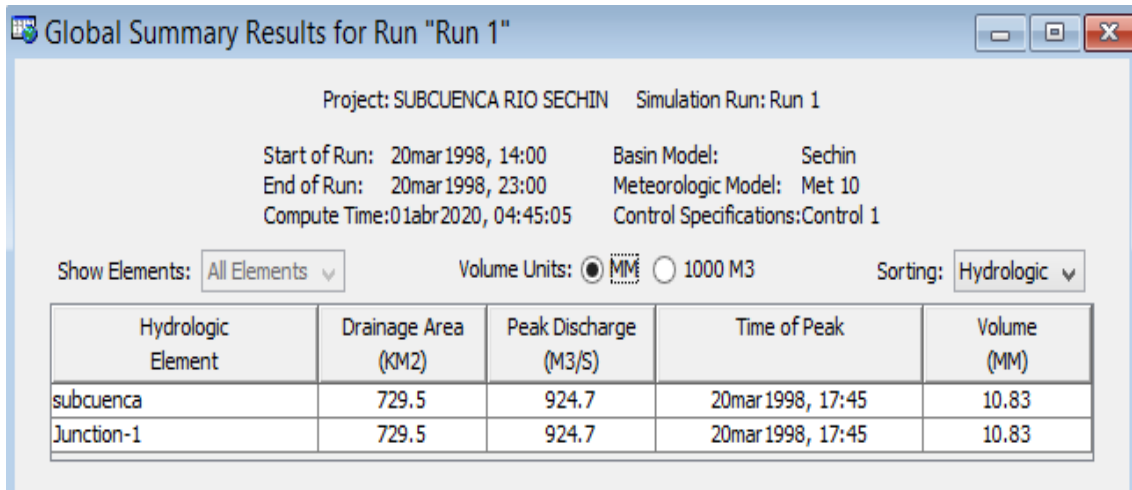 Global Summary Results for Run "Run 1"
Project: SUBCUENCA RIO SECHIN Simulation Run: Run 1
Start of Run: 20mar1998, 14:00 Basin Model: Sechin
End of Run: 20mar1998, 23:00 Meteorologic Model: Met 10
Compute Time:01abr2020, 04:45:05 Control Specifications:Control 1
Show Elements: All Elements Volume Units: MM 1000 M3 Sorting: Hydrologic
Hydrologic Drainage Area Peak Discharge Time of Peak Volume
Element (KM2) (M3/S) (MM)
subcuenca 729.5 924.7 20mar1998, 17:45 10.83
Junction-1 729.5 924.7 20mar1998, 17:45 10.83